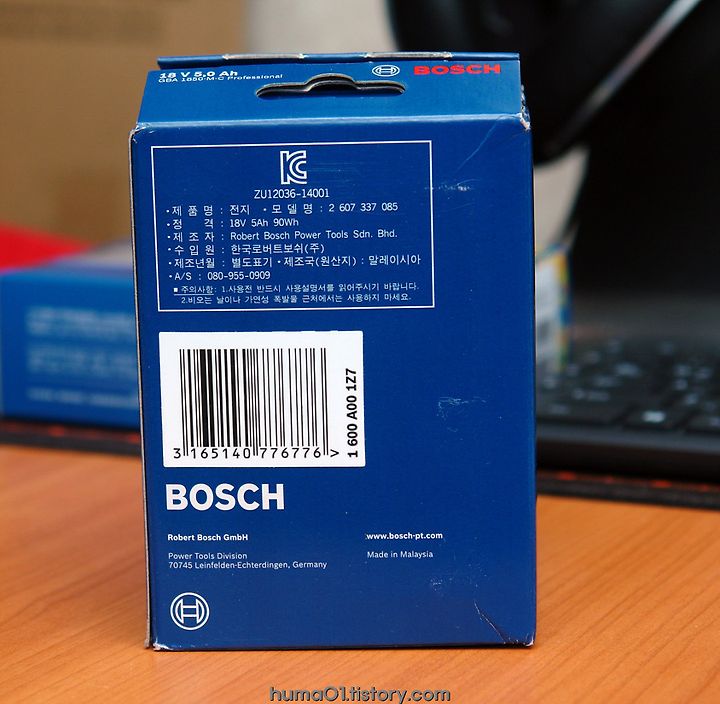 18 V 5.0 Ah
GBA 18V50-M-C Professional
BOSCH
KC
ZU12036-14001
•제 품 명 : 전지 •모 델 명 : 2 607 337 085
•정 격 : 18V 5Ah 90Wh
•제 조 자 : Robert Bosch Power Tools Sdn. Bhd.
•수 입 원 : 한국로버트보쉬(주)
•제조년월 : 별도표기 •제조국(원산지) : 말레이시아
•A/S : 080-955-0909
■ 주의사항: 1.사용전 반드시 사용설명서를 읽어주시기 바랍니다.
2.비오는 날이나 가연성 폭발물 근처에서는 사용하지 마세요.
1 600 A00 1Z7
3 165140 776776 >
BOSCH
Robert Bosch GmbH
www.bosch-pt.com
Power Tools Division
70745 Leinfelden-Echterdingen, Germany
Made in Malaysia
huma01.tistory.com